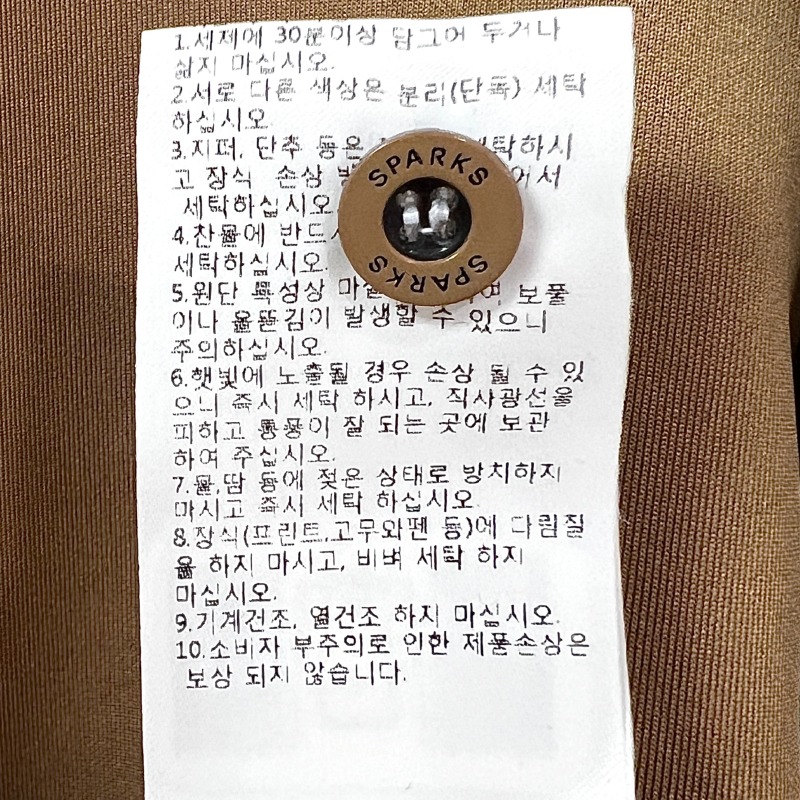 1.세제에 30분이상 담그어 두거나
삶지 마십시오.
2.서로 다른 색상은 분리(단독) 세탁
하십시오.
3.지퍼, 단추 등은
고 장식 손상
세탁하십시오
4.찬물에
세탁하십시오.
5.원단 특성상 보풀
이나 올뜯김이 발생할 수 있으니
주의하십시오.
6.햇빛에 노출될 경우 손상 될 수 있
으니 즉시 세탁 하시고, 직사광선을
피하고 통풍이 잘 되는 곳에 보관
하여 주십시오.
7.물,땀 등에 젖은 상태로 방치하지
마시고 즉시 세탁 하십시오.
8.장식(프린트,고무와펜 등)에 다림질
을 하지 마시고, 비벼 세탁 하지
마십시오.
9.기계건조, 열건조 하지 마십시오.
10.소비자 부주의로 인한 제품손상은
보상 되지 않습니다.
SPARKS
SPARKS